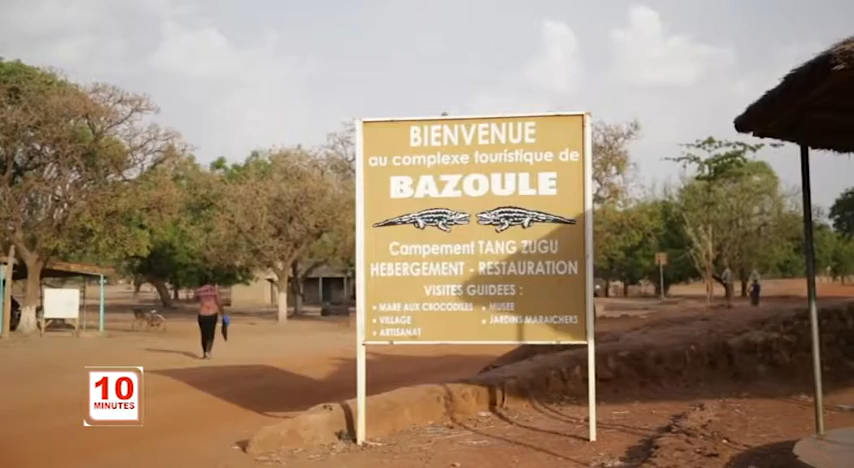 BIENVENUE
au complexe touristique de
BAZOULE
Campement TANG ZUGU
HEBERGEMENT • RESTAURATION
VISITES GUIDEES :
• MARE AUX CROCODILES • MUSEE
• VILLAGE • JARDINS MARAICHERS
• ARTISANAT
10
MINUTES